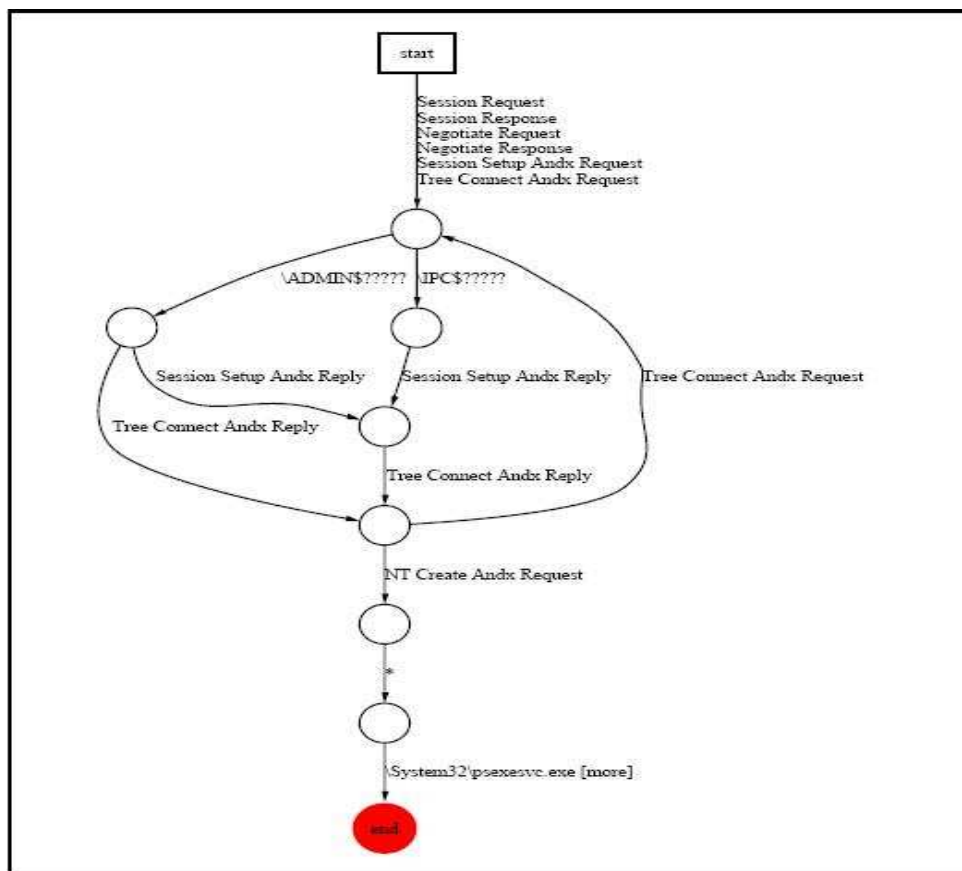 start
Session Request
Session Response
Negotiate Request
Negotiate Response
Session Setup Andx Request
Tree Connect Andx Request
\ADMIN$????? \IPC$?????
Session Setup Andx Reply
Session Setup Andx Reply
Tree Connect Andx Request
Tree Connect Andx Reply
Tree Connect Andx Reply
NT Create Andx Request
*
\System32\psexesvc.exe [more]
end